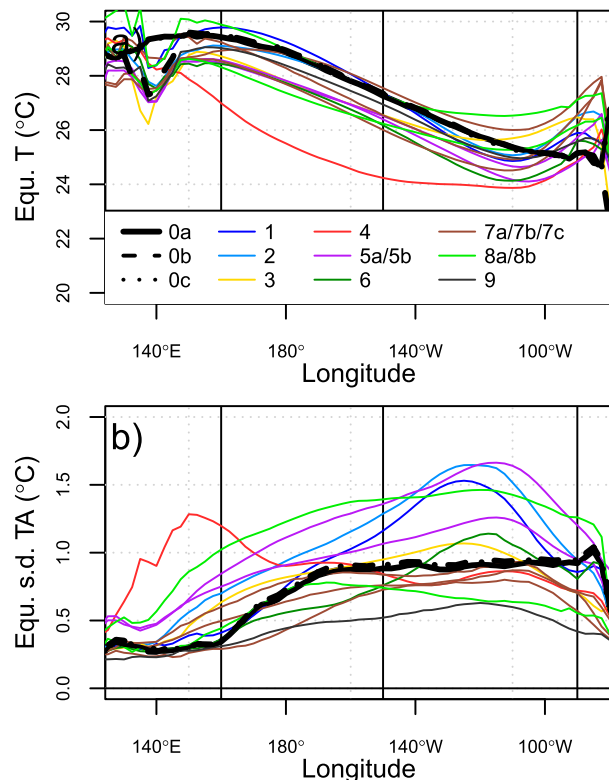 a)
Equ. T (°C)
30
28
26
24
22
20
0a 1 4 7a/7b/7c
0b 2 5a/5b 8a/8b
0c 3 6 9
140°E 180° 140°W 100°W
Longitude
b)
Equ. s.d. TA (°C)
2.0
1.5
1.0
0.5
0.0
140°E 180° 140°W 100°W
Longitude